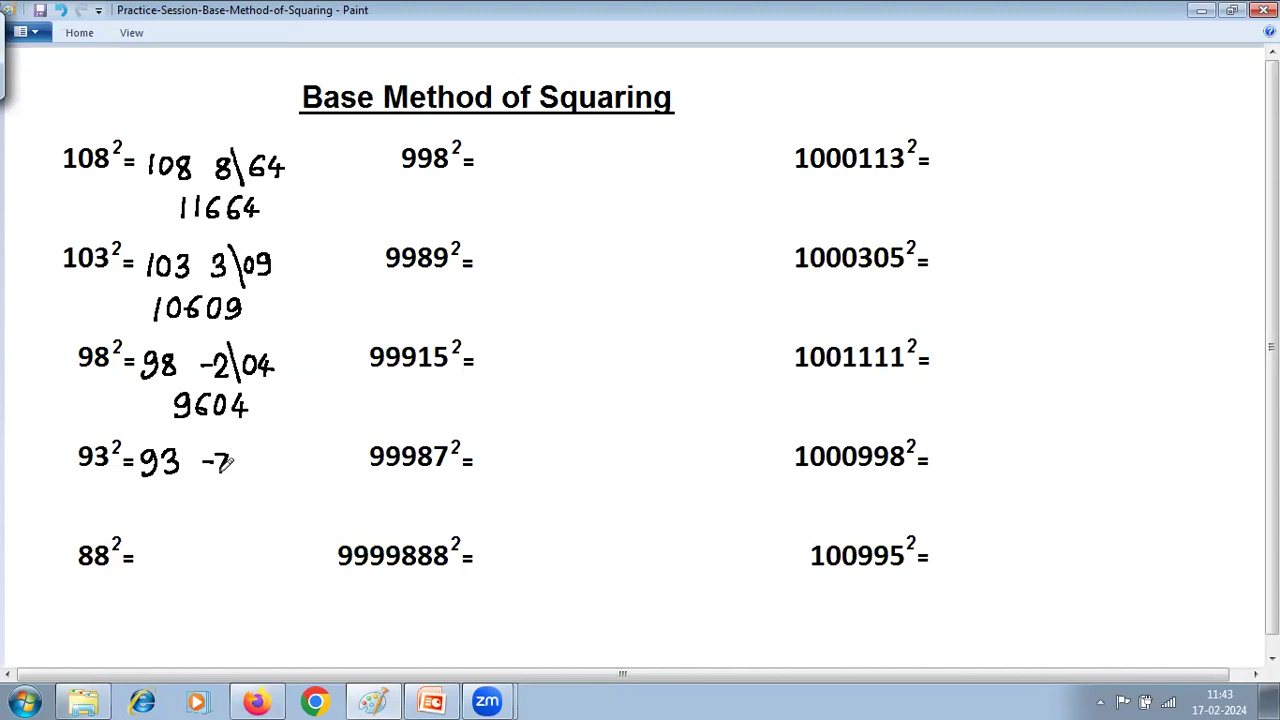 Practice-Session-Base-Method-of-Squaring - Paint
Home View
Base Method of Squaring
108²= 108 8\64
11664
103²= 103 3\09
10609
98²= 98 -2\04
9604
93²= 93 -7
88²=
998²=
9989²=
99915²=
99987²=
9999888²=
1000113²=
1000305²=
1001111²=
1000998²=
100995²=
zm
11:43
17-02-2024